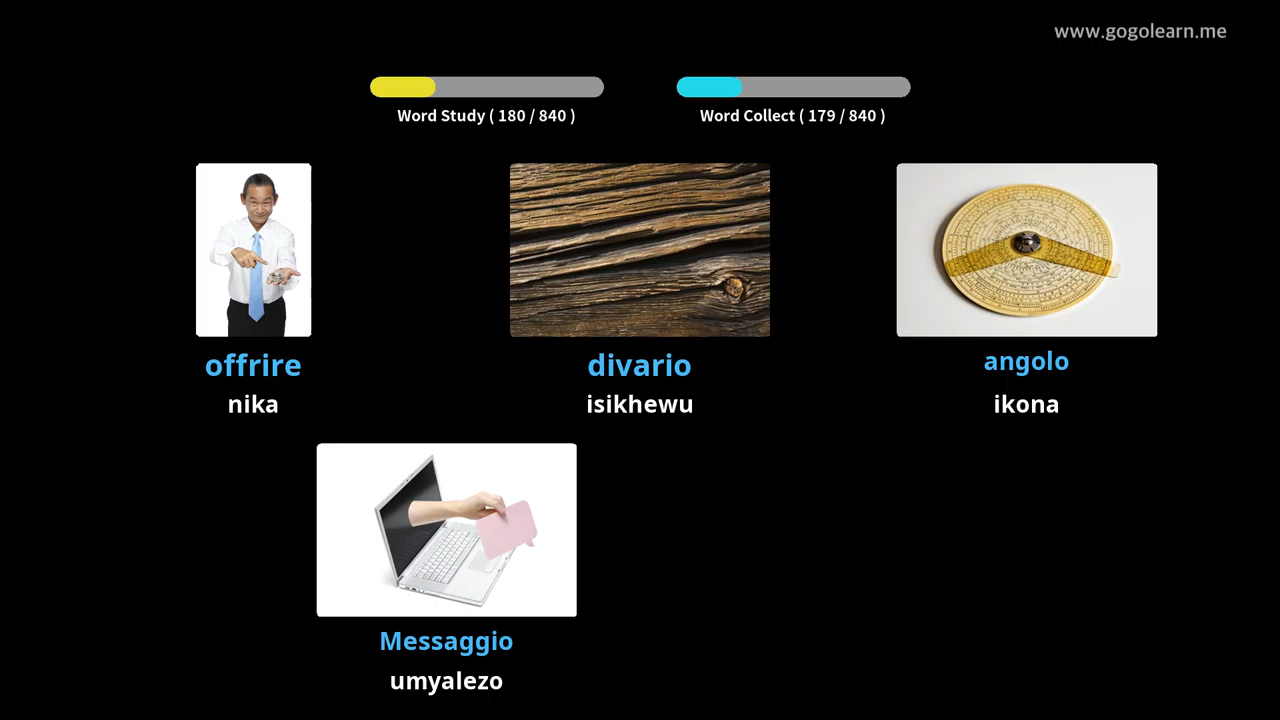 www.gogolearn.me
Word Study ( 180 / 840 )
Word Collect ( 179 / 840 )
offrire
nika
divario
isikhewu
angolo
ikona
Messaggio
umyalezo